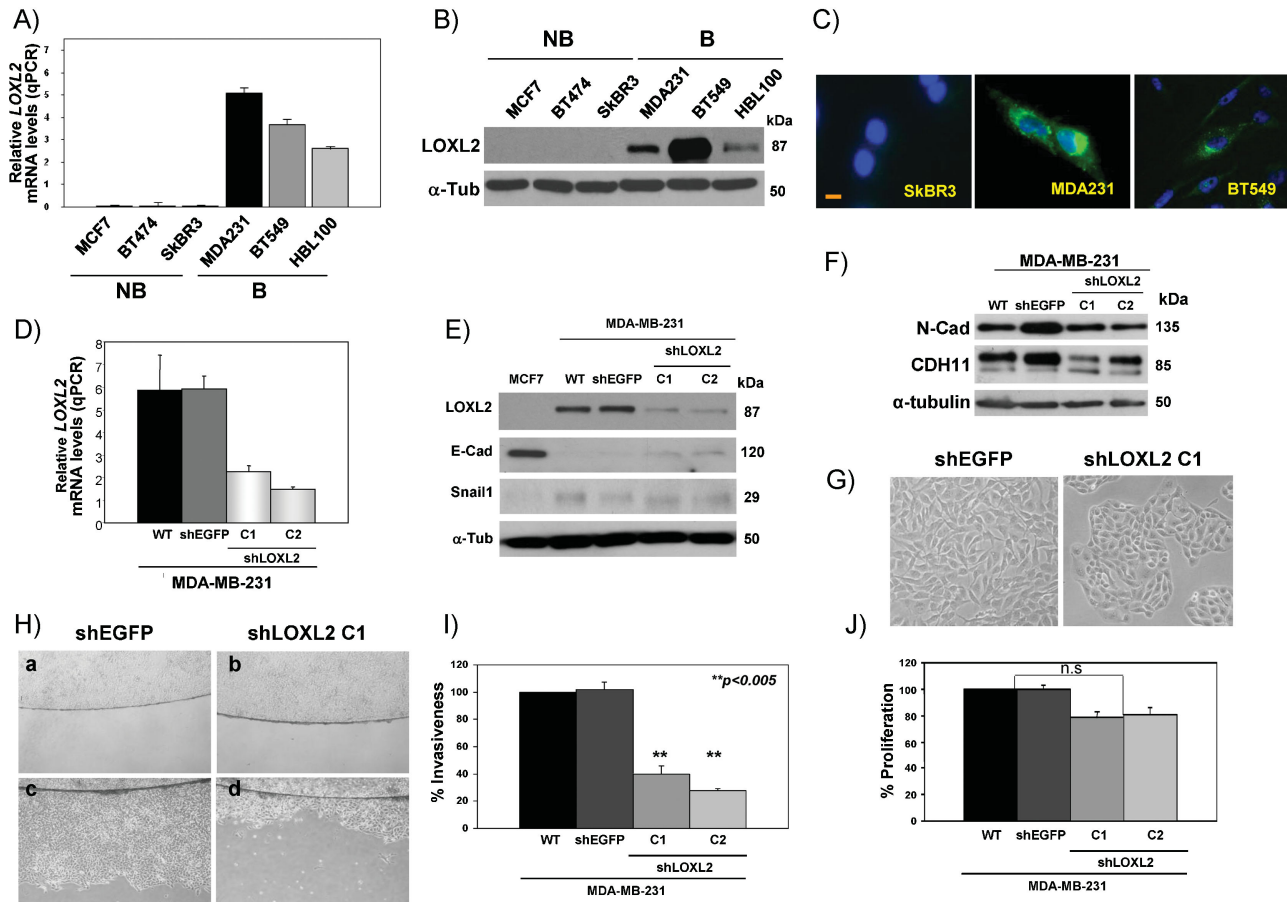 A)
Relative LOXL2
mRNA levels (qPCR)
7
6
5
4
3
2
1
0
MCF7
BT474
SkBR3
MDA231
BT549
HBL100
NB
B
B)
NB
B
MCF7
BT474
SkBR3
MDA231
BT549
HBL100
kDa
LOXL2
87
α-Tub
50
C)
SkBR3
MDA231
BT549
D)
Relative LOXL2
mRNA levels (qPCR)
8
7
6
5
4
3
2
1
0
WT
shEGFP
C1
C2
shLOXL2
MDA-MB-231
E)
MDA-MB-231
shLOXL2
MCF7
WT
shEGFP
C1
C2
kDa
LOXL2
87
E-Cad
120
Snail1
29
α-Tub
50
F)
MDA-MB-231
shLOXL2
WT
shEGFP
C1
C2
kDa
N-Cad
135
CDH11
85
α-tubulin
50
G)
shEGFP
shLOXL2 C1
H)
shEGFP
shLOXL2 C1
a
b
c
d
I)
% Invasiveness
120
100
80
60
40
20
0
**p<0.005
**
**
WT
shEGFP
C1
C2
shLOXL2
MDA-MB-231
J)
% Proliferation
120
100
80
60
40
20
0
n.s
WT
shEGFP
C1
C2
shLOXL2
MDA-MB-231